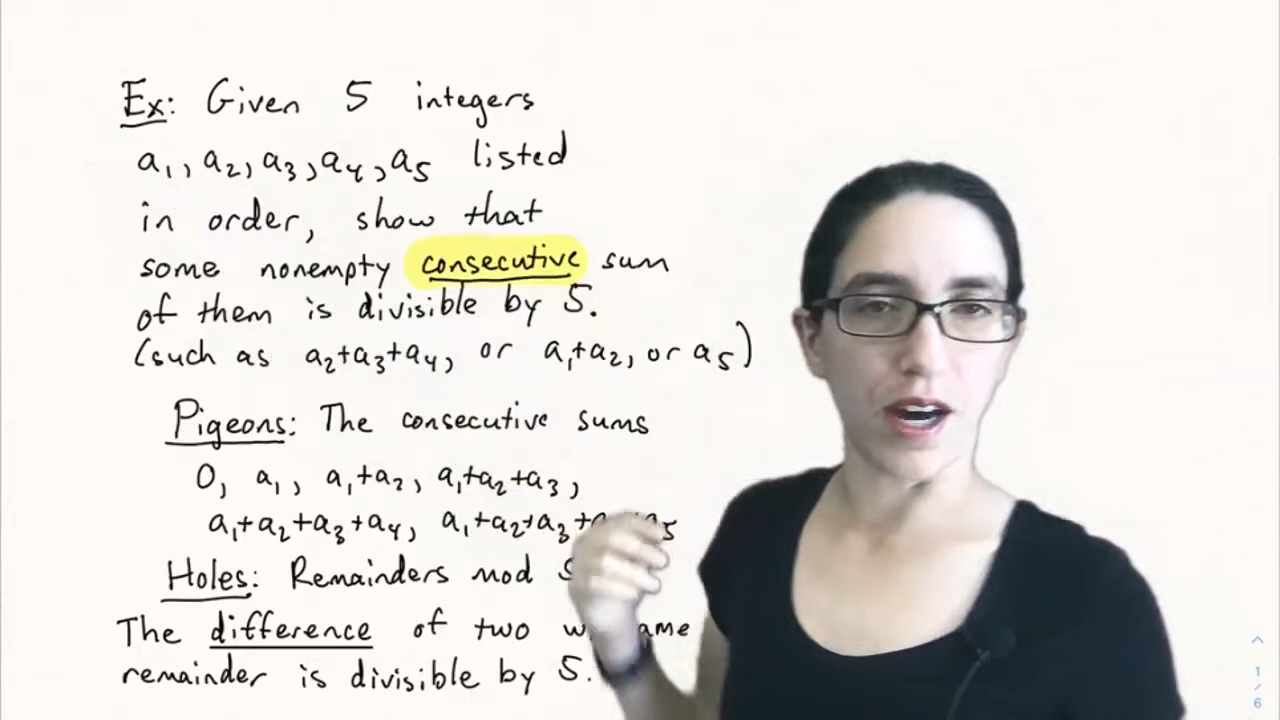 Ex: Given 5 integers
a₁, a₂, a₃, a₄, a₅ listed
in order, show that
some nonempty consecutive sum
of them is divisible by 5.
(such as a₂+a₃+a₄, or a₁+a₂, or a₅)
Pigeons: The consecutive sums
0, a₁, a₁+a₂, a₁+a₂+a₃,
a₁+a₂+a₃+a₄, a₁+a₂+a₃+
Holes: Remainders mod
The difference of two
remainder is divisible by 5.
1
/
6